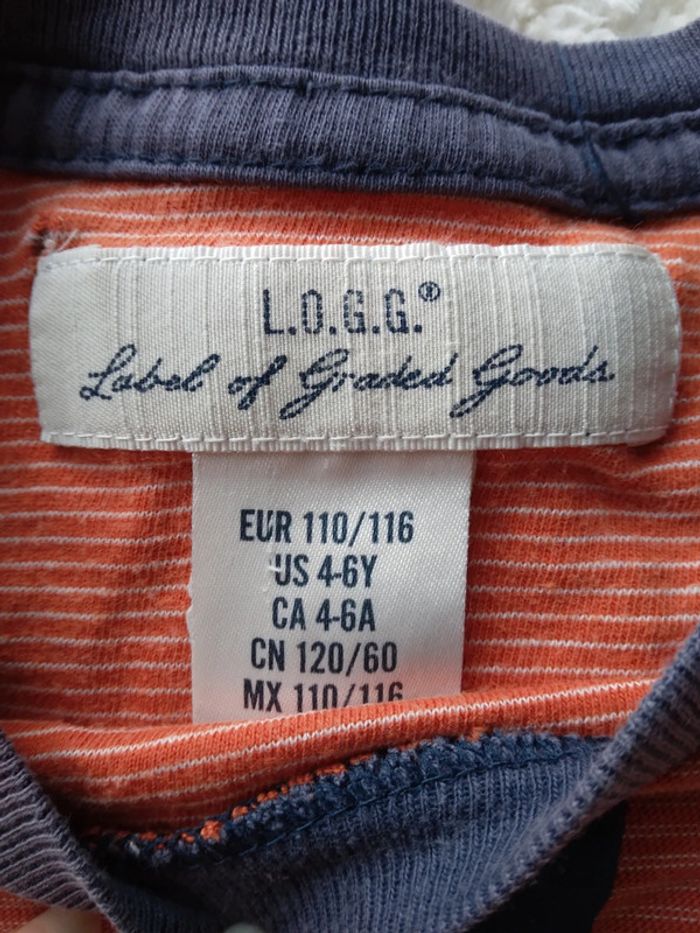 L.O.G.G.®
Label of Graded Goods
EUR 110/116
US 4-6Y
CA 4-6A
CN 120/60
MX 110/116